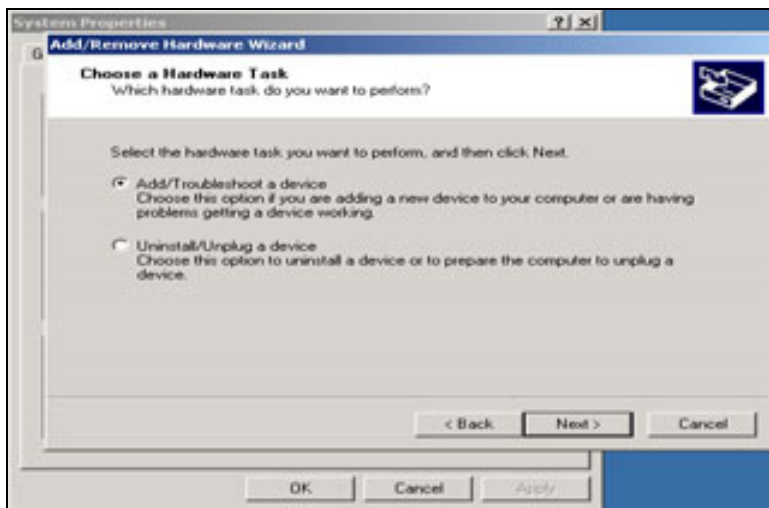 System Properties
G
Add/Remove Hardware Wizard
Choose a Hardware Task
Which hardware task do you want to perform?
Select the hardware task you want to perform, and then click Next.
Add/Troubleshoot a device
Choose this option if you are adding a new device to your computer or are having
problems getting a device working.
Uninstall/Unplug a device
Choose this option to uninstall a device or to prepare the computer to unplug a
device.
< Back
Next >
Cancel
OK
Cancel
Apply